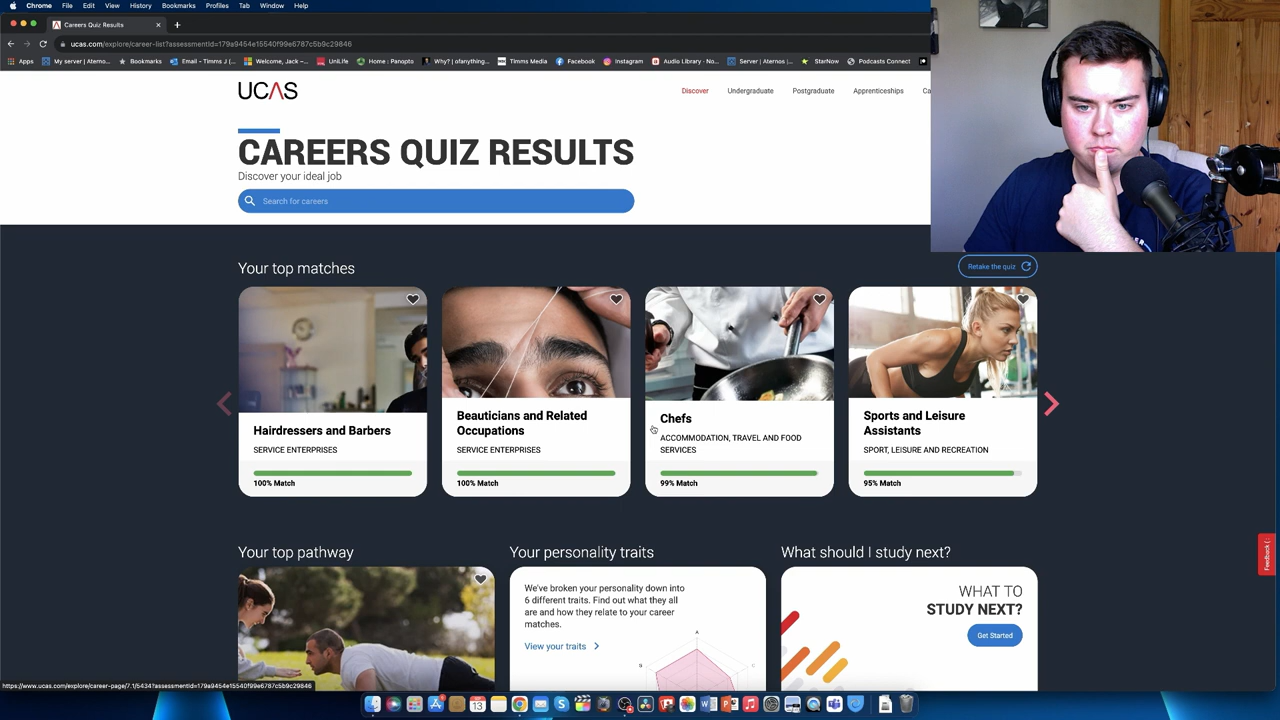 Chrome File Edit View History Bookmarks Profiles Tab Window Help
Careers Quiz Results
ucas.com/explore/career-list?assessmentId=179a9454e15540f99e6787c5b9c29846
Apps My server | Aternos... Bookmarks Email – Timms J (... Welcome, Jack –... UniLife Home : Panopto Why? | ofanything... Timms Media Facebook Instagram Audio Library - No... Server | Aternos |... StarNow Podcasts Connect
UCAS
Discover Undergraduate Postgraduate Apprenticeships Ca
CAREERS QUIZ RESULTS
Discover your ideal job
Search for careers
Your top matches
Retake the quiz
Hairdressers and Barbers
SERVICE ENTERPRISES
100% Match
Beauticians and Related
Occupations
SERVICE ENTERPRISES
100% Match
Chefs
ACCOMMODATION, TRAVEL AND FOOD
SERVICES
99% Match
Sports and Leisure
Assistants
SPORT, LEISURE AND RECREATION
95% Match
Your top pathway
Your personality traits
We've broken your personality down into
6 different traits. Find out what they all
are and how they relate to your career
matches.
View your traits
A
S
What should I study next?
WHAT TO
STUDY NEXT?
Get Started
Feedback (:
https://www.ucas.com/explore/career-page/7.1/5434?assessmentId=179a9454e15540f99e6787c5b9c29846
13